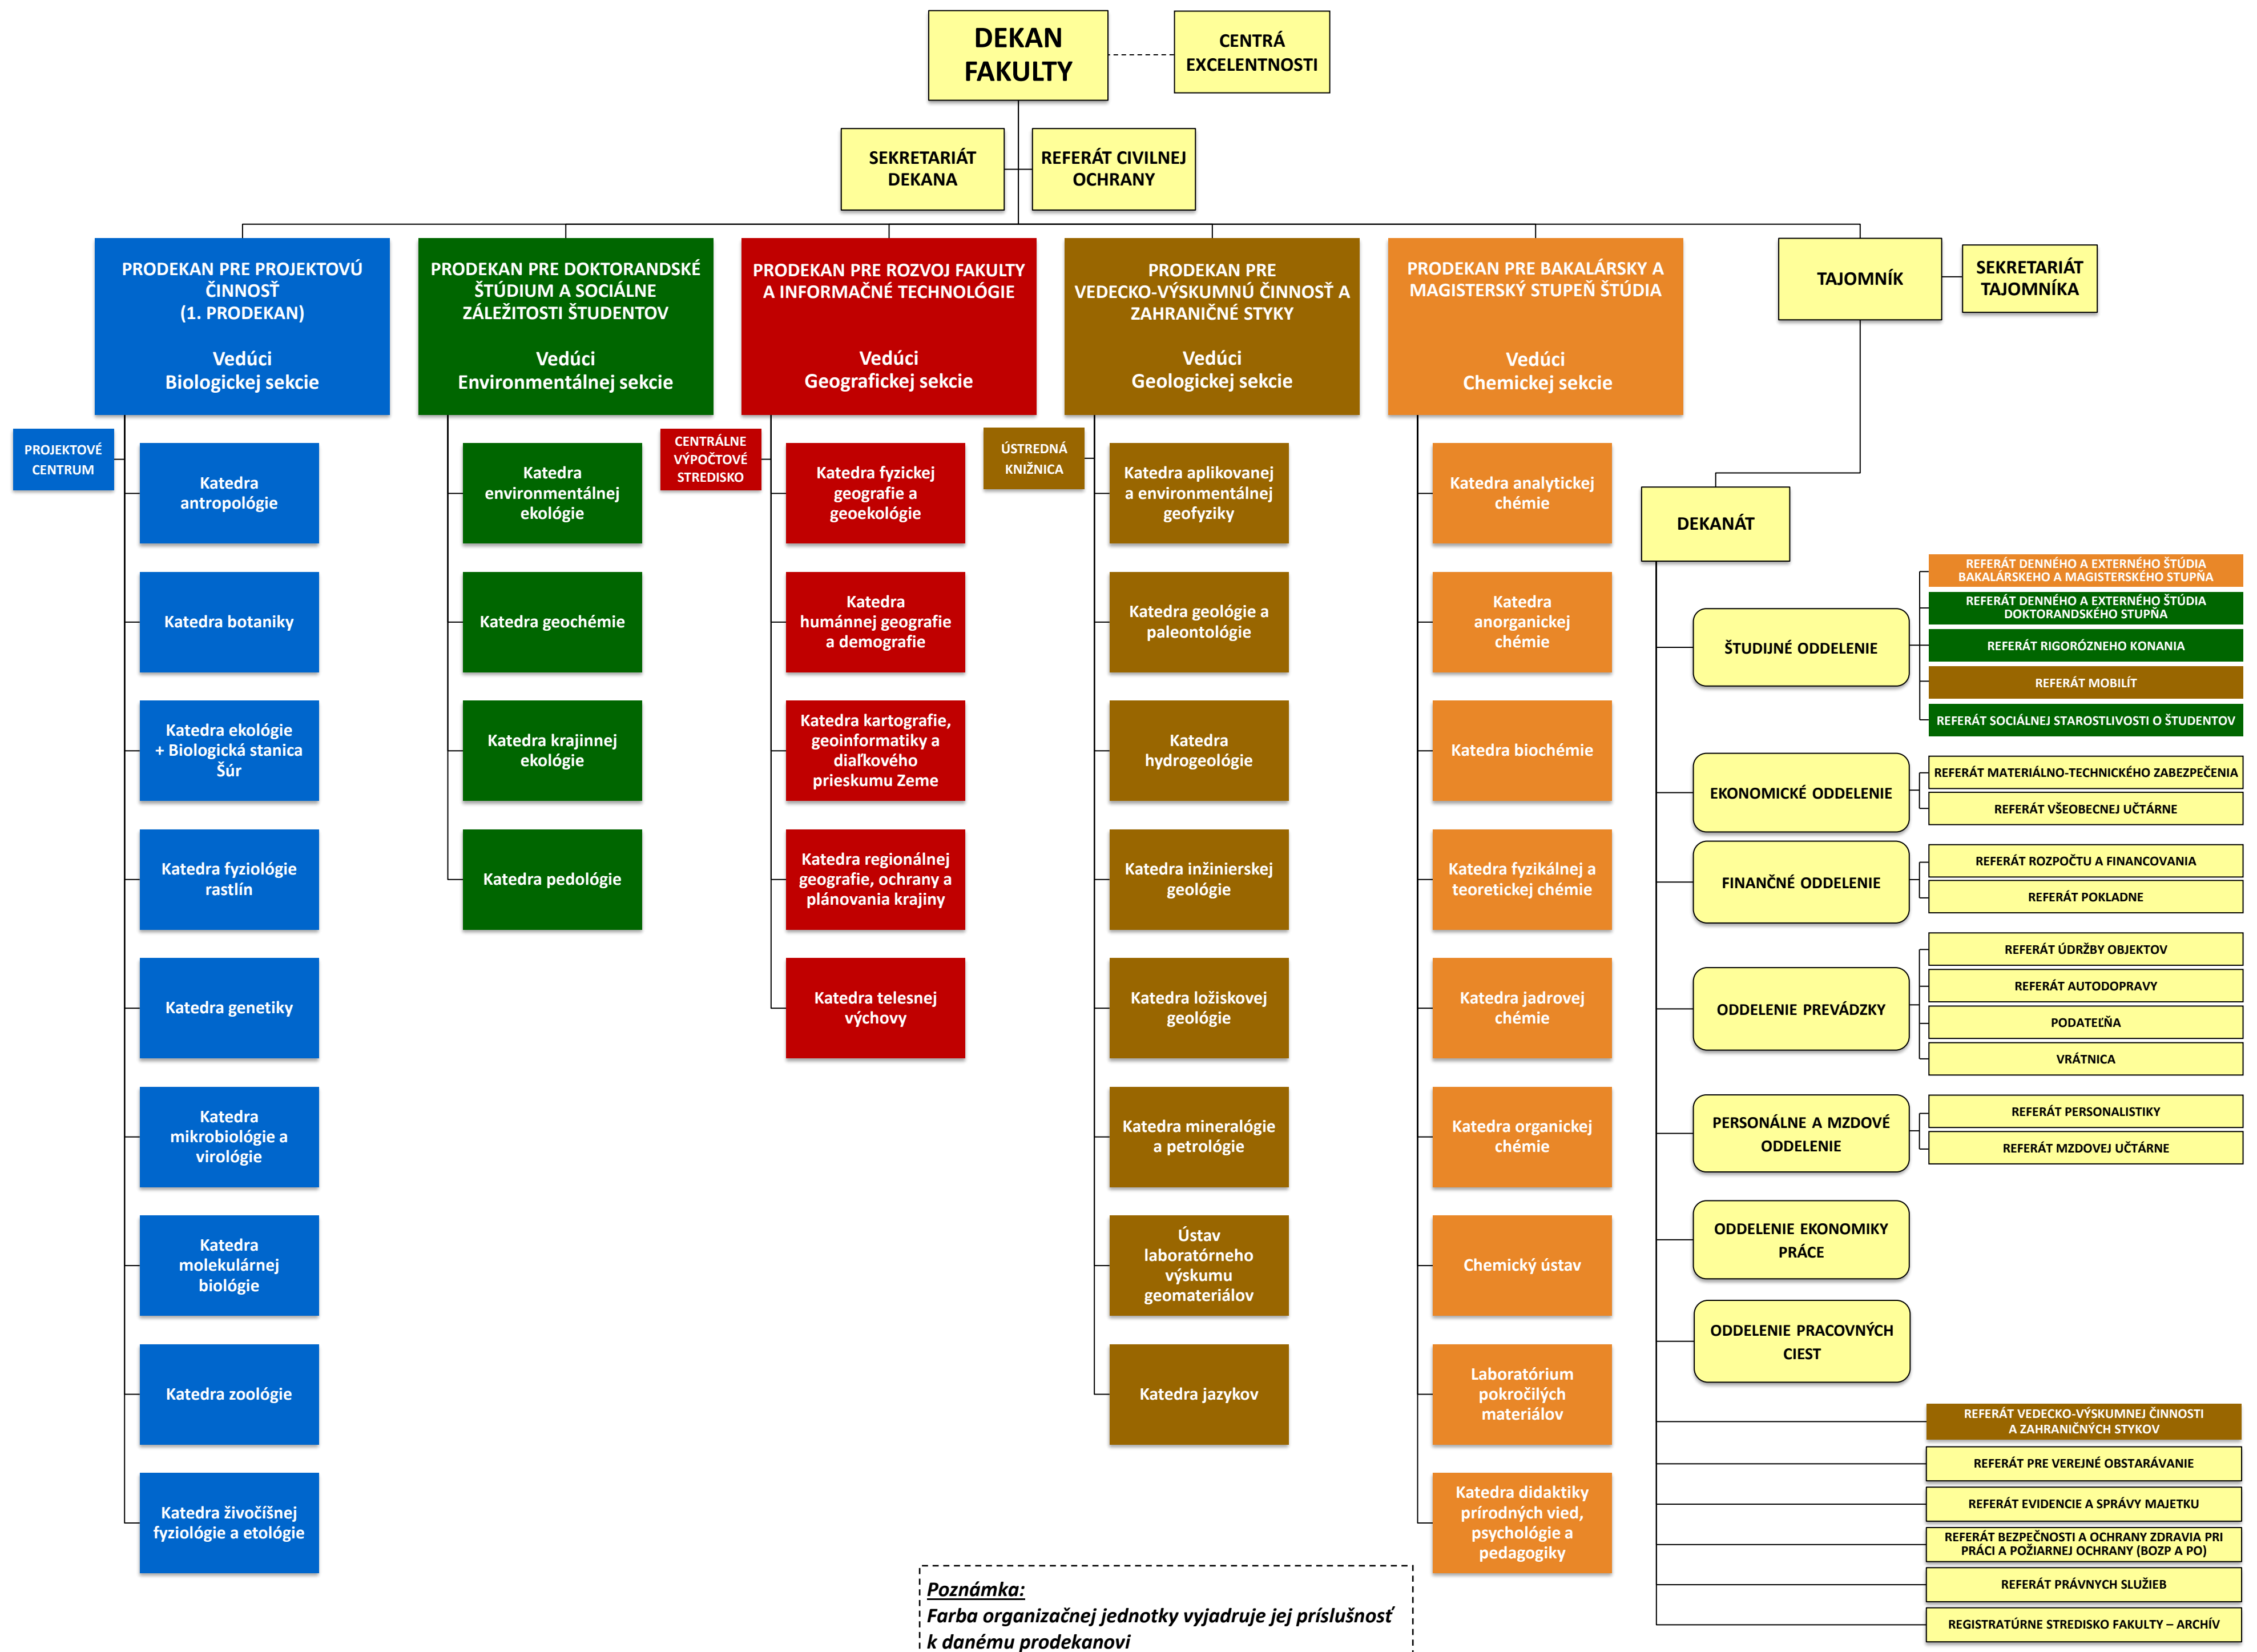 DEKAN
FAKULTY
CENTRÁ
EXCELENTNOSTI
SEKRETARIÁT
DEKANA
REFERÁT CIVILNEJ
OCHRANY
PRODEKAN PRE PROJEKTOVÚ
ČINNOSŤ
(1. PRODEKAN)
Vedúci
Biologickej sekcie
PRODEKAN PRE DOKTORANDSKÉ
ŠTÚDIUM A SOCIÁLNE
ZÁLEŽITOSTI ŠTUDENTOV
Vedúci
Environmentálnej sekcie
PRODEKAN PRE ROZVOJ FAKULTY
A INFORMAČNÉ TECHNOLÓGIE
Vedúci
Geografickej sekcie
PRODEKAN PRE
VEDECKO-VÝSKUMNÚ ČINNOSŤ A
ZAHRANIČNÉ STYKY
Vedúci
Geologickej sekcie
PRODEKAN PRE BAKALÁRSKY A
MAGISTERSKÝ STUPEŇ ŠTÚDIA
Vedúci
Chemickej sekcie
TAJOMNÍK
SEKRETARIÁT
TAJOMNÍKA
PROJEKTOVÉ
CENTRUM
Katedra
antropológie
Katedra botaniky
Katedra ekológie
+ Biologická stanica
Šúr
Katedra fyziológie
rastlín
Katedra genetiky
Katedra
mikrobiológie a
virológie
Katedra
molekulárnej
biológie
Katedra zoológie
Katedra živočíšnej
fyziológie a etológie
Katedra
environmentálnej
ekológie
Katedra geochémie
Katedra krajinnej
ekológie
Katedra pedológie
CENTRÁLNE
VÝPOČTOVÉ
STREDISKO
Katedra fyzickej
geografie a
geoekológie
Katedra
humánnej geografie
a demografie
Katedra kartografie,
geoinformatiky a
diaľkového
prieskumu Zeme
Katedra regionálnej
geografie, ochrany a
plánovania krajiny
Katedra telesnej
výchovy
ÚSTREDNÁ
KNIŽNICA
Katedra aplikovanej
a environmentálnej
geofyziky
Katedra geológie a
paleontológie
Katedra
hydrogeológie
Katedra inžinierskej
geológie
Katedra ložiskovej
geológie
Katedra mineralógie
a petrológie
Ústav
laboratórneho
výskumu
geomateriálov
Katedra jazykov
Katedra analytickej
chémie
Katedra
anorganickej
chémie
Katedra biochémie
Katedra fyzikálnej a
teoretickej chémie
Katedra jadrovej
chémie
Katedra organickej
chémie
Chemický ústav
Laboratórium
pokročilých
materiálov
Katedra didaktiky
prírodných vied,
psychológie a
pedagogiky
DEKANÁT
ŠTUDIJNÉ ODDELENIE
REFERÁT DENNÉHO A EXTERNÉHO ŠTÚDIA
BAKALÁRSKEHO A MAGISTERSKÉHO STUPŇA
REFERÁT DENNÉHO A EXTERNÉHO ŠTÚDIA
DOKTORANDSKÉHO STUPŇA
REFERÁT RIGORÓZNEHO KONANIA
REFERÁT MOBILÍT
REFERÁT SOCIÁLNEJ STAROSTLIVOSTI O ŠTUDENTOV
EKONOMICKÉ ODDELENIE
REFERÁT MATERIÁLNO-TECHNICKÉHO ZABEZPEČENIA
REFERÁT VŠEOBECNEJ UČTÁRNE
FINANČNÉ ODDELENIE
REFERÁT ROZPOČTU A FINANCOVANIA
REFERÁT POKLADNE
ODDELENIE PREVÁDZKY
REFERÁT ÚDRŽBY OBJEKTOV
REFERÁT AUTODOPRAVY
PODATEĽŇA
VRÁTNICA
PERSONÁLNE A MZDOVÉ
ODDELENIE
REFERÁT PERSONALISTIKY
REFERÁT MZDOVEJ UČTÁRNE
ODDELENIE EKONOMIKY
PRÁCE
ODDELENIE PRACOVNÝCH
CIEST
REFERÁT VEDECKO-VÝSKUMNEJ ČINNOSTI
A ZAHRANIČNÝCH STYKOV
REFERÁT PRE VEREJNÉ OBSTARÁVANIE
REFERÁT EVIDENCIE A SPRÁVY MAJETKU
REFERÁT BEZPEČNOSTI A OCHRANY ZDRAVIA PRI
PRÁCI A POŽIARNEJ OCHRANY (BOZP A PO)
REFERÁT PRÁVNYCH SLUŽIEB
REGISTRATÚRNE STREDISKO FAKULTY – ARCHÍV
Poznámka:
Farba organizačnej jednotky vyjadruje jej príslušnosť
k danému prodekanovi